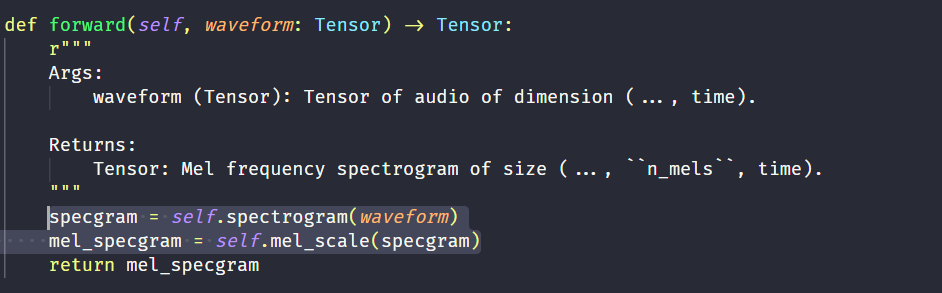 def forward(self, waveform: Tensor) -> Tensor:
r"""
Args:
waveform (Tensor): Tensor of audio of dimension (..., time).
Returns:
Tensor: Mel frequency spectrogram of size (..., ``n_mels``, time).
"""
specgram = self.spectrogram(waveform)
mel_specgram = self.mel_scale(specgram)
return mel_specgram